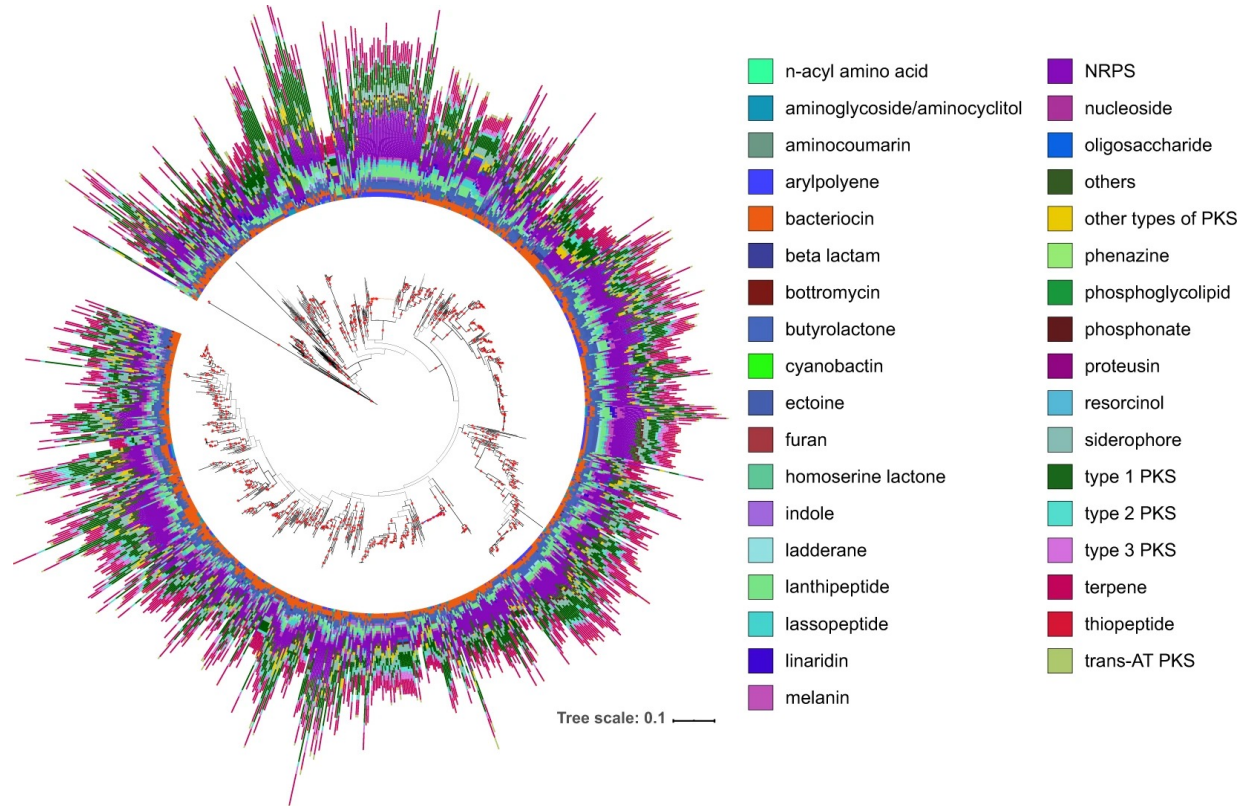 n-acyl amino acid
aminoglycoside/aminocyclitol
aminocoumarin
arylpolyene
bacteriocin
beta lactam
bottromycin
butyrolactone
cyanobactin
ectoine
furan
homoserine lactone
indole
ladderane
lanthipeptide
lassopeptide
linaridin
melanin
NRPS
nucleoside
oligosaccharide
others
other types of PKS
phenazine
phosphoglycolipid
phosphonate
proteusin
resorcinol
siderophore
type 1 PKS
type 2 PKS
type 3 PKS
terpene
thiopeptide
trans-AT PKS
Tree scale: 0.1